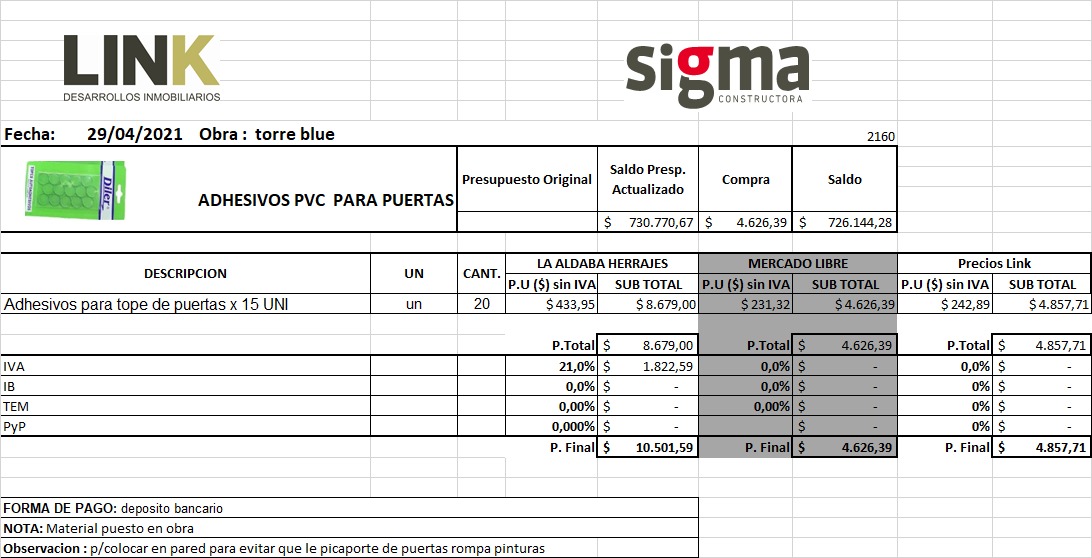 LINK
DESARROLLOS INMOBILIARIOS
sigma
CONSTRUCTORA
Fecha: 29/04/2021 Obra : torre blue
2160
Diler
ADHESIVOS PVC PARA PUERTAS
Presupuesto Original
Saldo Presp. Actualizado
Compra
Saldo
$ 730.770,67 $ 4.626,39 $ 726.144,28
DESCRIPCION UN CANT. LA ALDABA HERRAJES MERCADO LIBRE Precios Link
P.U ($) sin IVA SUB TOTAL P.U ($) sin IVA SUB TOTAL P.U ($) sin IVA SUB TOTAL
Adhesivos para tope de puertas x 15 UNI un 20 $ 433,95 $ 8.679,00 $ 231,32 $ 4.626,39 $ 242,89 $ 4.857,71
P.Total $ 8.679,00 P.Total $ 4.626,39 P.Total $ 4.857,71
IVA 21,0% $ 1.822,59 0,0% $ - 0,0% $ -
IB 0,0% $ - 0,0% $ - 0% $ -
TEM 0,00% $ - 0,00% $ - 0% $ -
PyP 0,000% $ - $ - 0% $ -
P. Final $ 10.501,59 P. Final $ 4.626,39 P. Final $ 4.857,71
FORMA DE PAGO: deposito bancario
NOTA: Material puesto en obra
Observacion : p/colocar en pared para evitar que le picaporte de puertas rompa pinturas